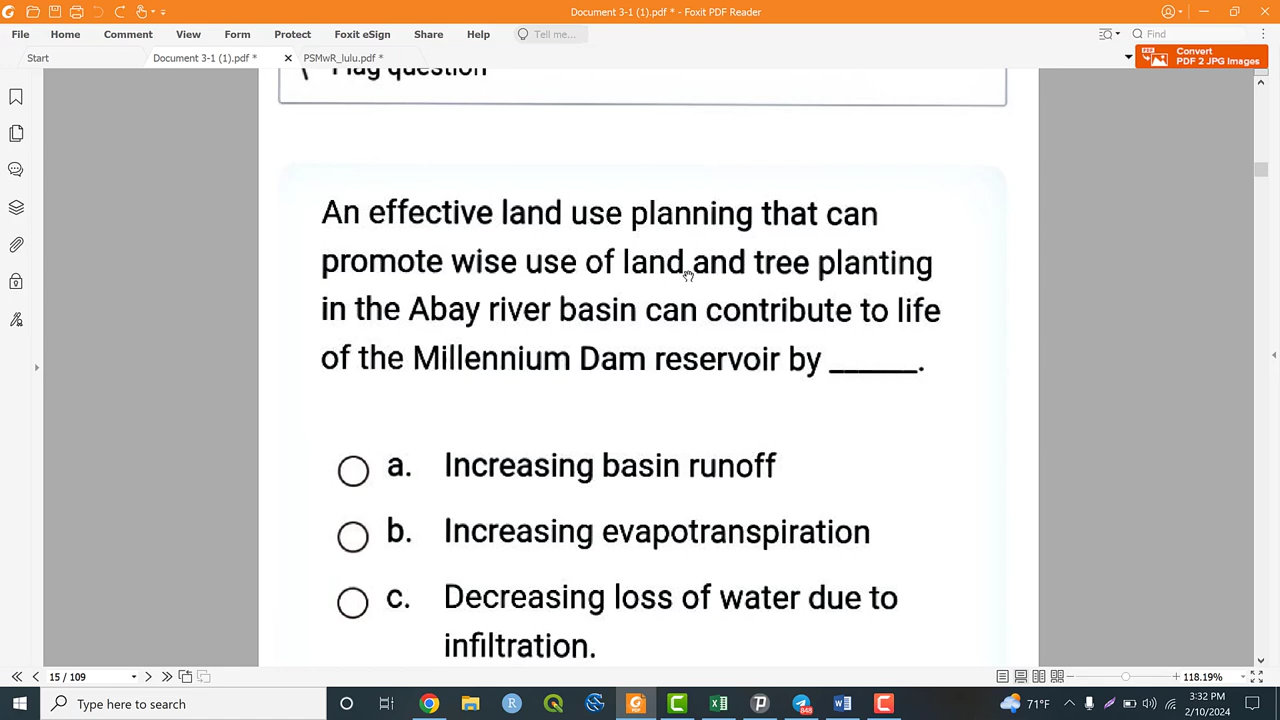 Document 3-1 (1).pdf * - Foxit PDF Reader
File Home Comment View Form Protect Foxit eSign Share Help Tell me... Find
Start Document 3-1 (1).pdf * PSMwR_lulu.pdf *
Convert
PDF 2 JPG Images
Flag question
An effective land use planning that can
promote wise use of land and tree planting
in the Abay river basin can contribute to life
of the Millennium Dam reservoir by ______.
a. Increasing basin runoff
b. Increasing evapotranspiration
c. Decreasing loss of water due to
infiltration.
15 / 109 118.19%
Type here to search 848 71°F 3:32 PM
2/10/2024